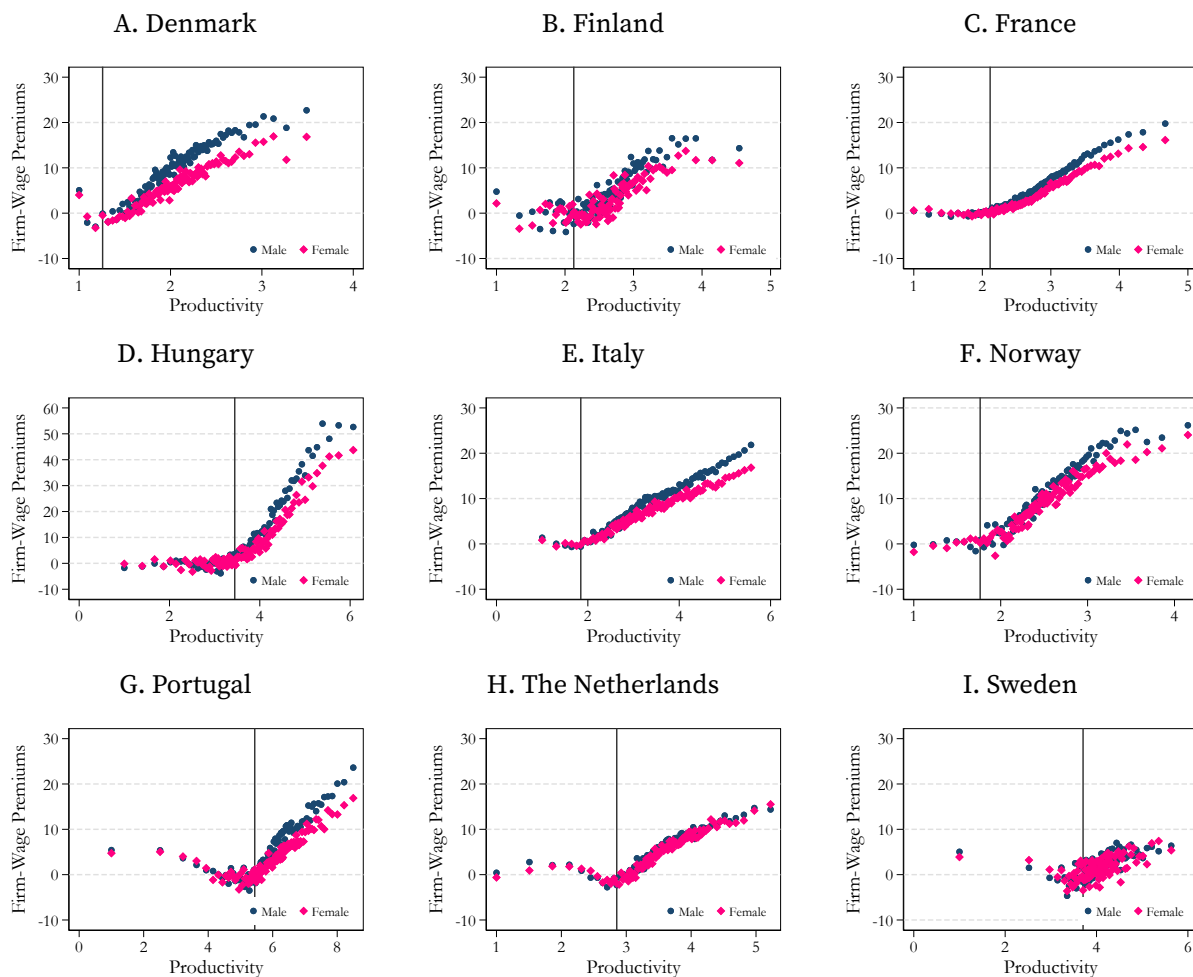 A. Denmark
B. Finland
C. France
Firm-Wage Premiums
30
20
10
0
-10
Male
Female
1
2
3
4
Productivity
Firm-Wage Premiums
30
20
10
0
-10
Male
Female
1
2
3
4
5
Productivity
Firm-Wage Premiums
30
20
10
0
-10
Male
Female
1
2
3
4
5
Productivity
D. Hungary
E. Italy
F. Norway
Firm-Wage Premiums
60
50
40
30
20
10
0
-10
Male
Female
0
2
4
6
Productivity
Firm-Wage Premiums
30
20
10
0
-10
Male
Female
0
2
4
6
Productivity
Firm-Wage Premiums
30
20
10
0
-10
Male
Female
1
2
3
4
Productivity
G. Portugal
H. The Netherlands
I. Sweden
Firm-Wage Premiums
30
20
10
0
-10
Male
Female
0
2
4
6
8
Productivity
Firm-Wage Premiums
30
20
10
0
-10
Male
Female
1
2
3
4
5
Productivity
Firm-Wage Premiums
30
20
10
0
-10
Male
Female
0
2
4
6
Productivity